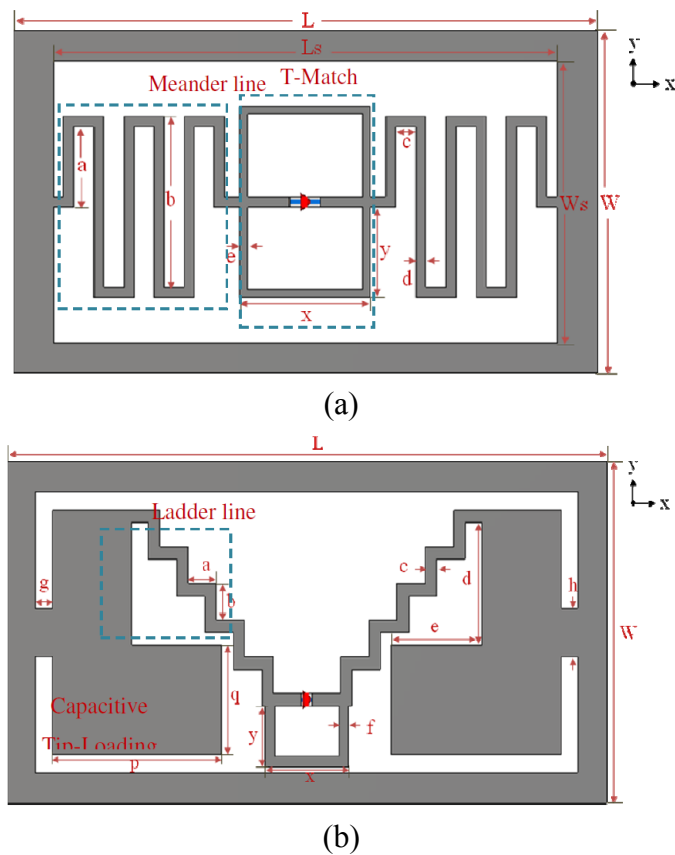 L
Ls
y
x
Meander line
T-Match
a
b
c
Ws
W
e
y
d
x
(a)
L
y
x
Ladder line
a
c
d
g
b
h
e
W
q
Capacitive
y
f
Tip-Loading
p
x
(b)